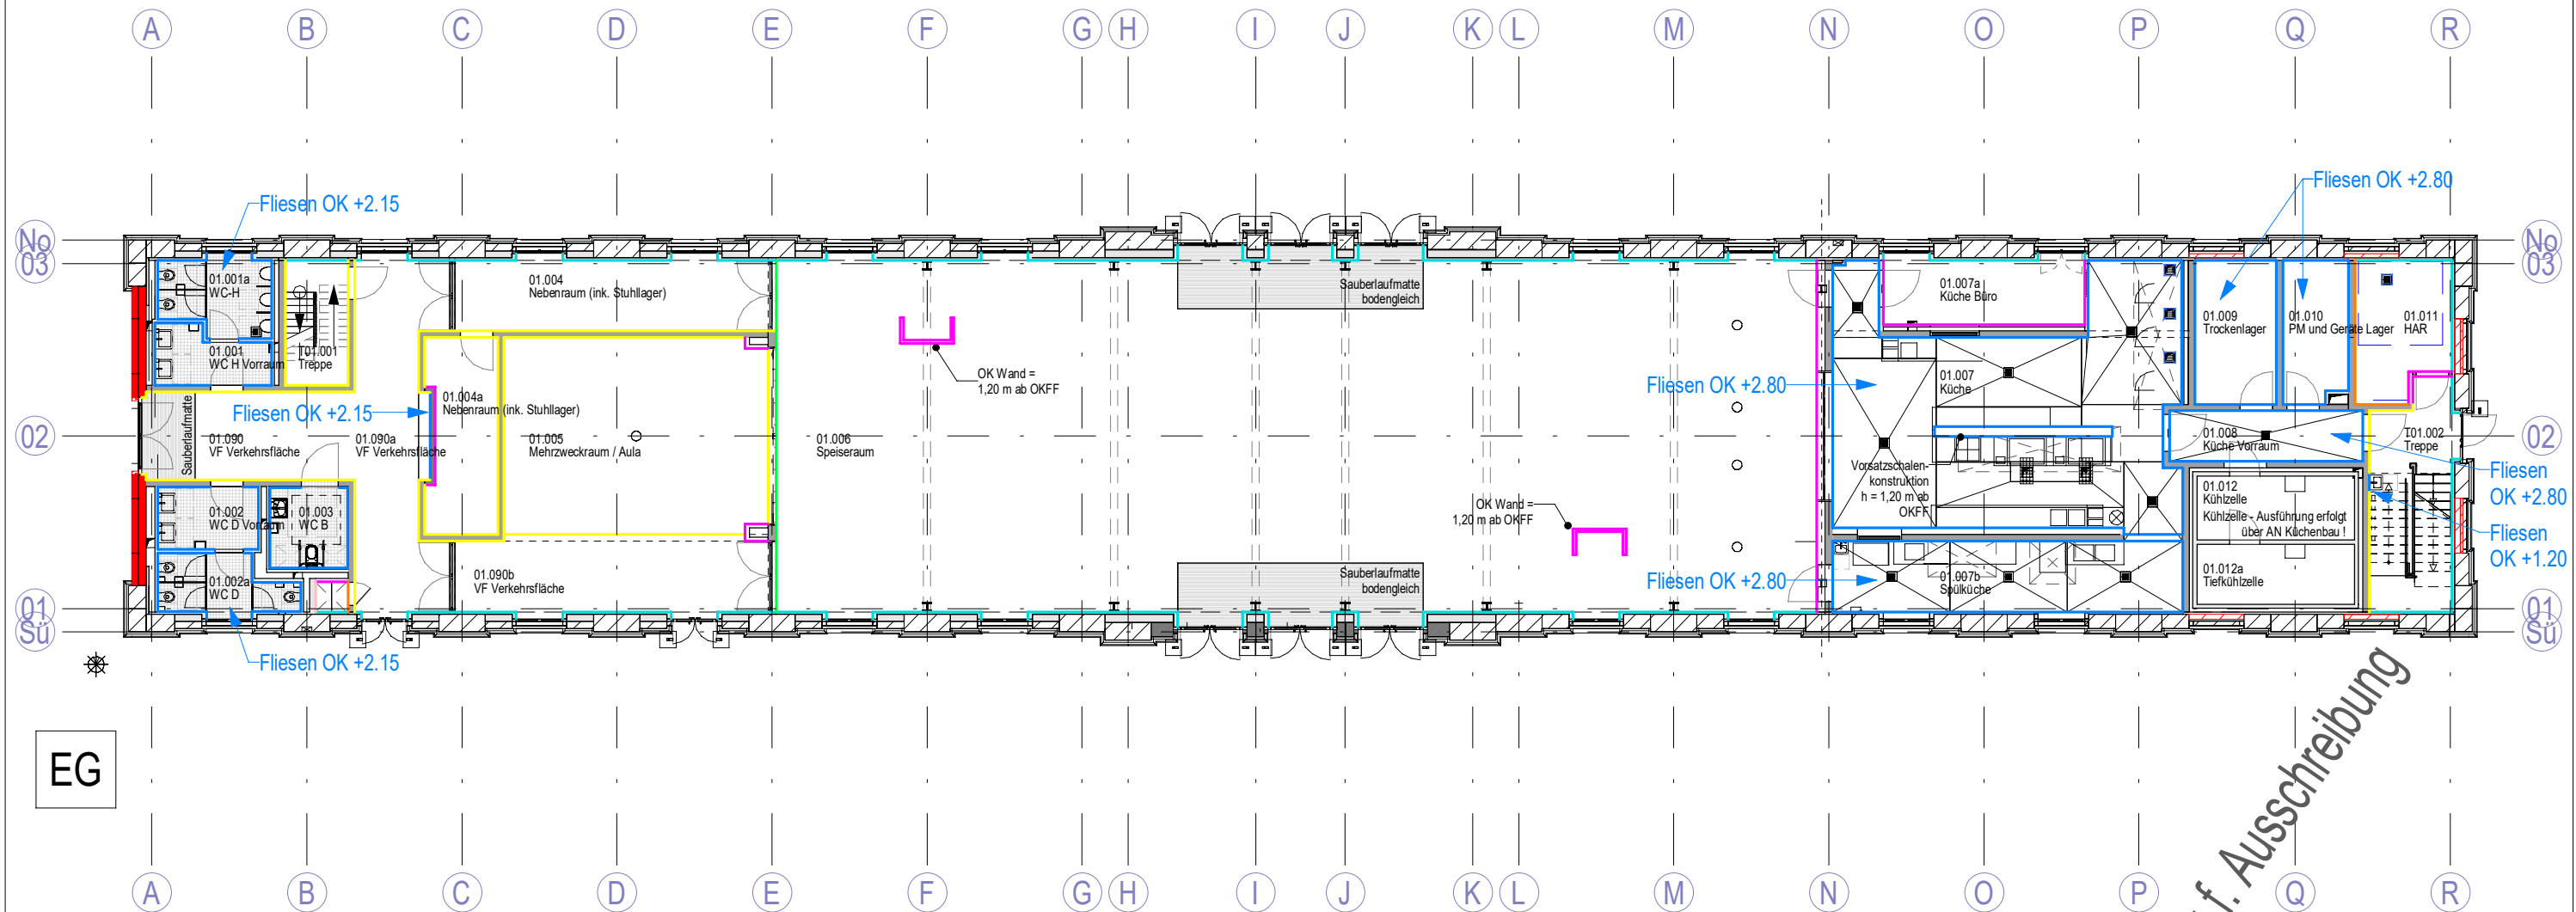 A B C D E F G H I J K L M N O P Q R
Fliesen OK +2.15
Fliesen OK +2.80
No
03
No
03
01.001a
WC-H
01.001
WC H Vorraum
T01.001
Treppe
01.004
Nebenraum (ink. Stuhllager)
Sauberlaufmatte
bodengleich
01.007a
Küche Büro
01.009
Trockenlager
01.010
PM und Geräte Lager
01.011
HAR
OK Wand =
1,20 m ab OKFF
Fliesen OK +2.80
01.007
Küche
Fliesen OK +2.15
01.004a
Nebenraum (ink. Stuhllager)
02
Sauberlaufmatte
01.090
VF Verkehrsfläche
01.090a
VF Verkehrsfläche
01.005
Mehrzweckraum / Aula
01.006
Speiseraum
01.008
Küche Vorraum
T01.002
Treppe
02
Vorsatzschalen-
konstruktion
h = 1,20 m ab
OKFF
Fliesen
OK +2.80
01.002
WC D Vorraum
01.003
WC B
OK Wand =
1,20 m ab OKFF
01.012
Kühlzelle
Kühlzelle - Ausführung erfolgt
über AN Küchenbau !
Fliesen
OK +1.20
01.002a
WC D
01.090b
VF Verkehrsfläche
Sauberlaufmatte
bodengleich
Fliesen OK +2.80
01.007b
Spülküche
01.012a
Tiefkühlzelle
01
Sü
01
Sü
Fliesen OK +2.15
EG
f. Ausschreibung
A B C D E F G H I J K L M N O P Q R